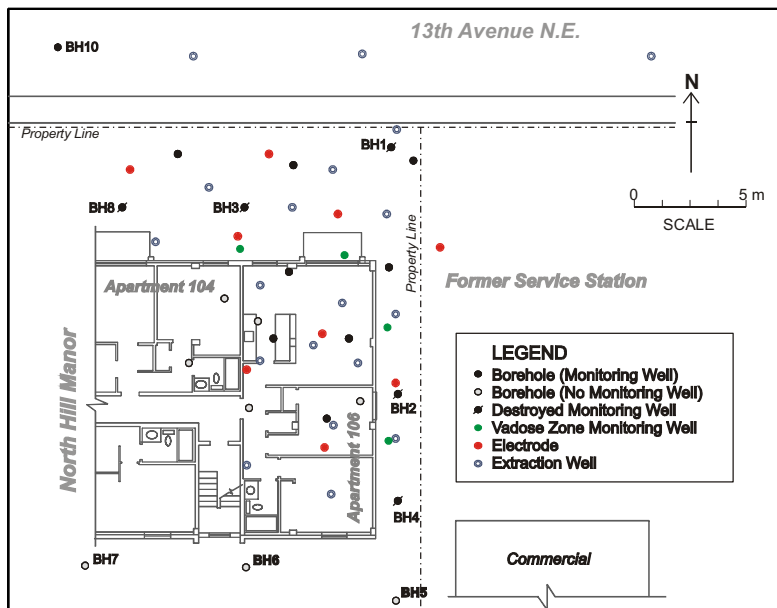 13th Avenue N.E.
BH10
N
Property Line
BH1
0 5 m
SCALE
BH8
BH3
Property Line
Apartment 104
Former Service Station
North Hill Manor
LEGEND
Borehole (Monitoring Well)
Borehole (No Monitoring Well)
Destroyed Monitoring Well
Vadose Zone Monitoring Well
Electrode
Extraction Well
BH2
Apartment 106
BH4
BH7
BH6
Commercial
BH5